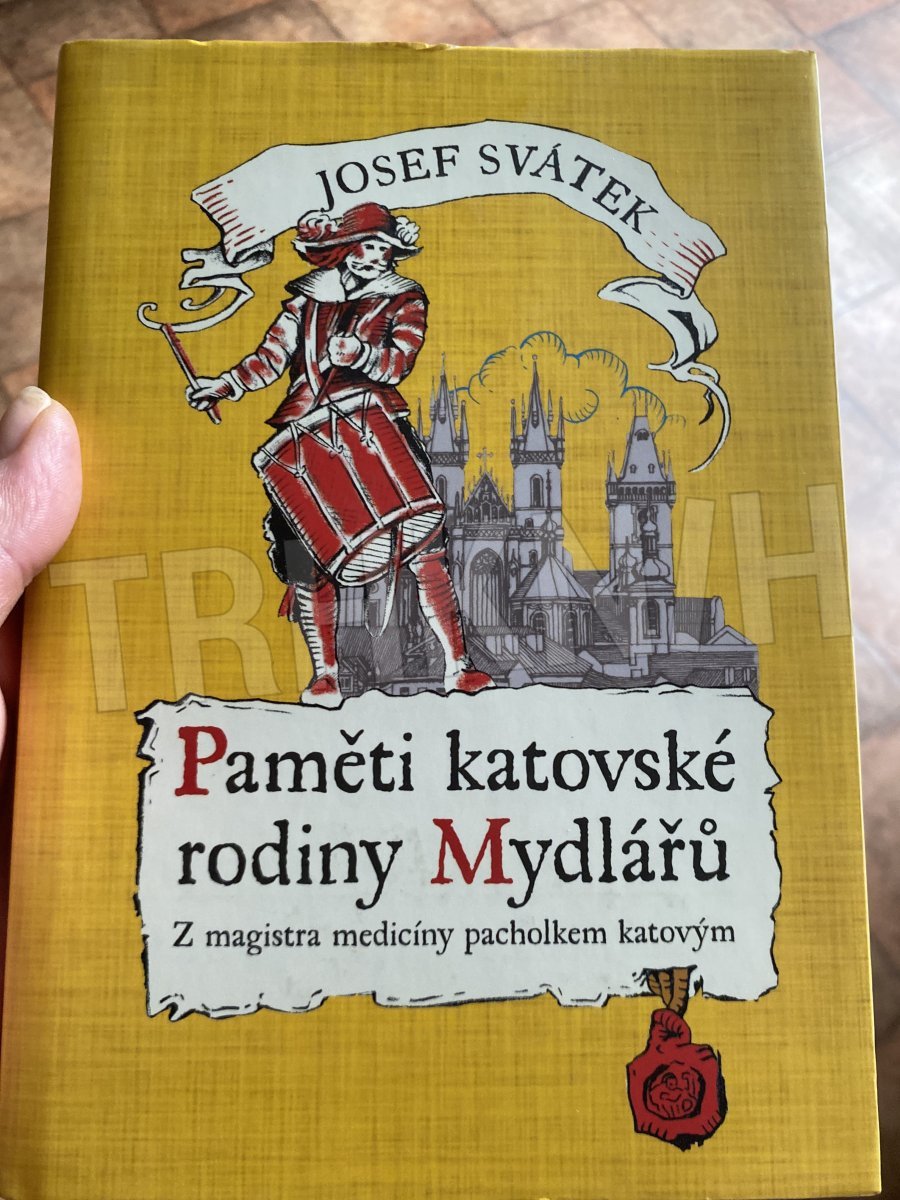 JOSEF SVÁTEK
Paměti katovské
rodiny Mydlářů
Z magistra medicíny pacholkem katovým